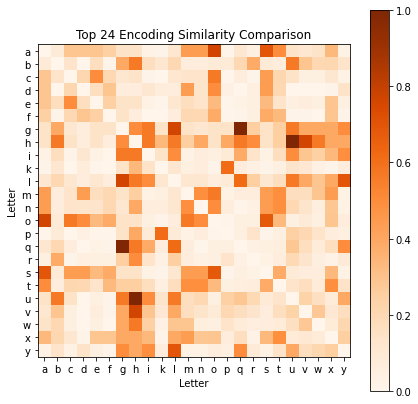 Top 24 Encoding Similarity Comparison
1.0
0.8
0.6
0.4
0.2
0.0
a
b
c
d
e
f
g
h
i
k
l
m
n
o
p
q
r
s
t
u
v
w
x
y
Letter
a b c d e f g h i k l m n o p q r s t u v w x y
Letter